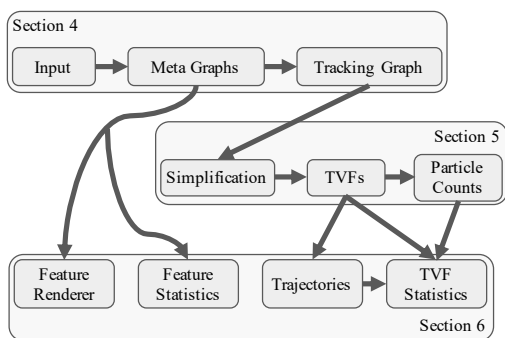 Section 4
Input
Meta Graphs
Tracking Graph
Section 5
Simplification
TVFs
Particle
Counts
Feature
Renderer
Feature
Statistics
Trajectories
TVF
Statistics
Section 6